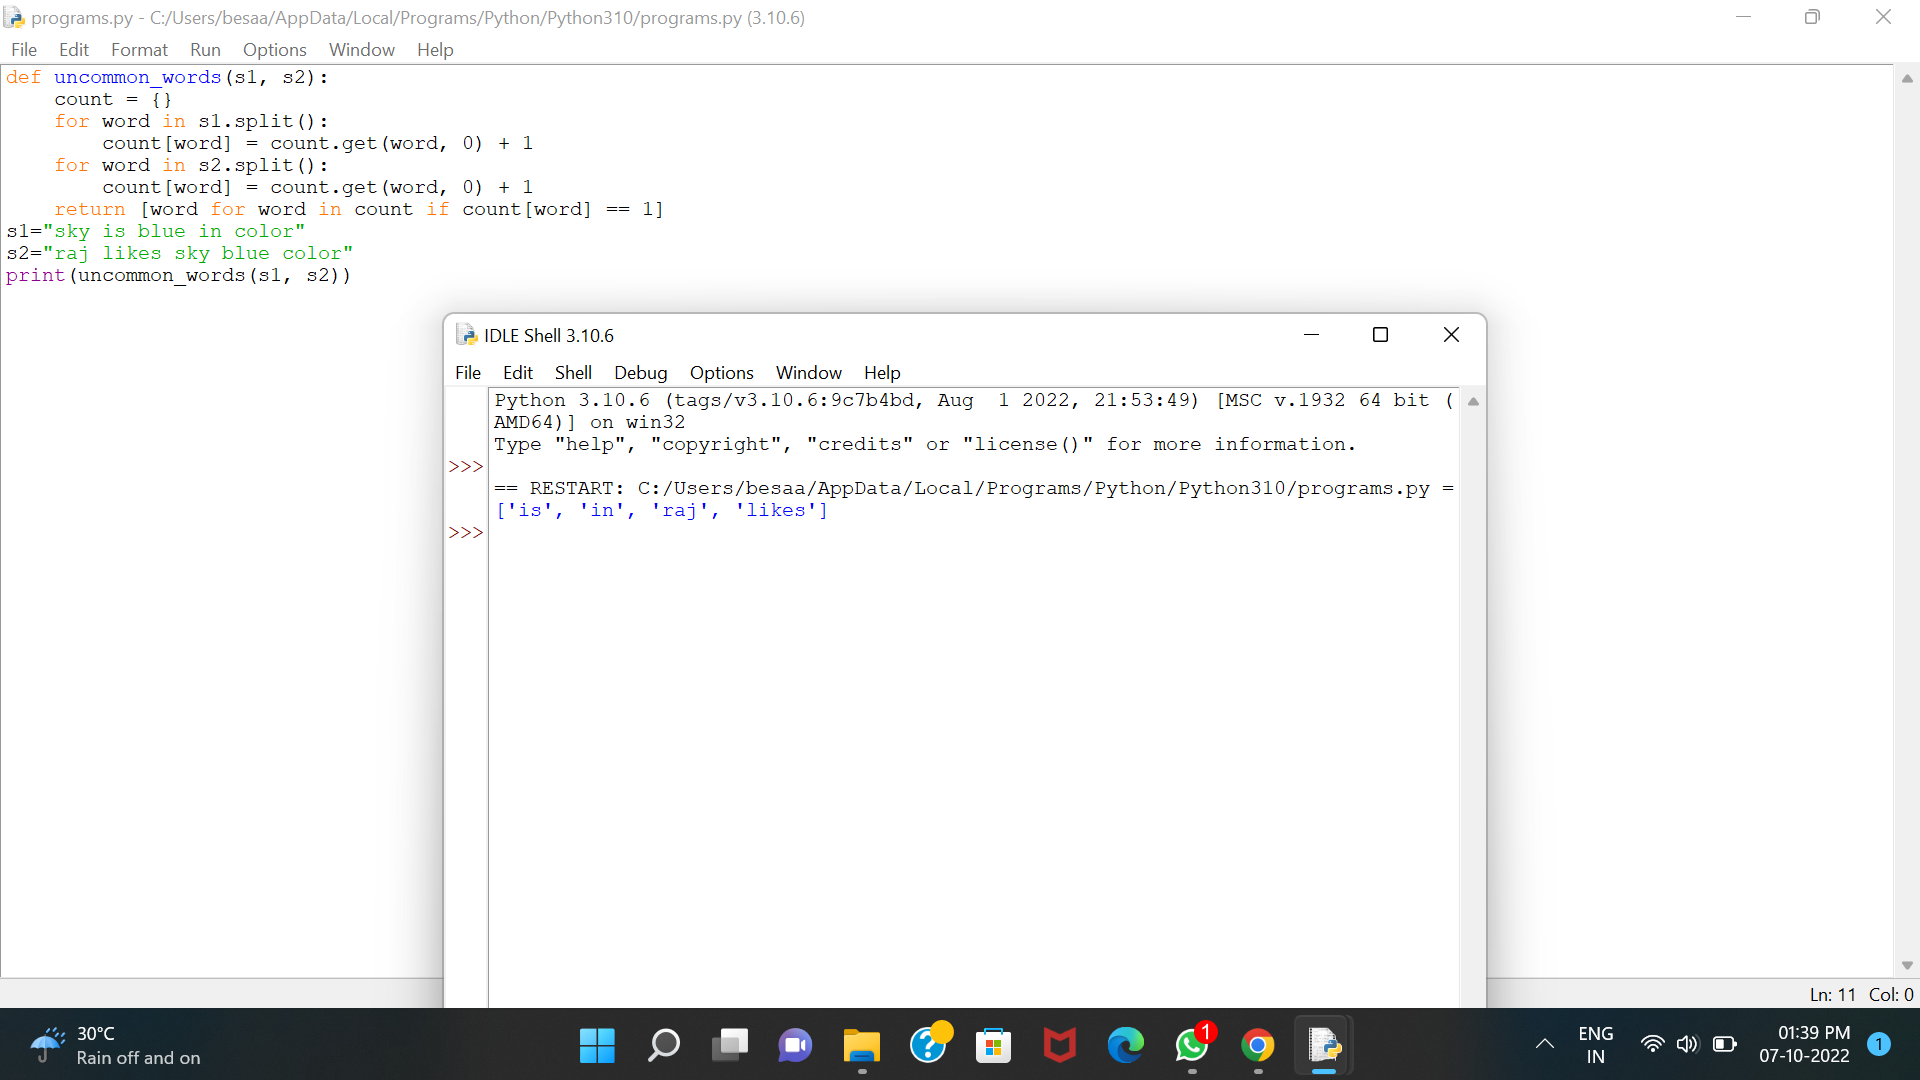 programs.py - C:/Users/besaa/AppData/Local/Programs/Python/Python310/programs.py (3.10.6)
File Edit Format Run Options Window Help
def uncommon_words(s1, s2):
    count = {}
    for word in s1.split():
        count[word] = count.get(word, 0) + 1
    for word in s2.split():
        count[word] = count.get(word, 0) + 1
    return [word for word in count if count[word] == 1]
s1="sky is blue in color"
s2="raj likes sky blue color"
print(uncommon_words(s1, s2))
IDLE Shell 3.10.6
File Edit Shell Debug Options Window Help
Python 3.10.6 (tags/v3.10.6:9c7b4bd, Aug  1 2022, 21:53:49) [MSC v.1932 64 bit (
AMD64)] on win32
Type "help", "copyright", "credits" or "license()" for more information.
>>>
== RESTART: C:/Users/besaa/AppData/Local/Programs/Python/Python310/programs.py =
['is', 'in', 'raj', 'likes']
>>>
Ln: 11 Col: 0
30°C
Rain off and on
1
ENG
IN
01:39 PM
07-10-2022
1